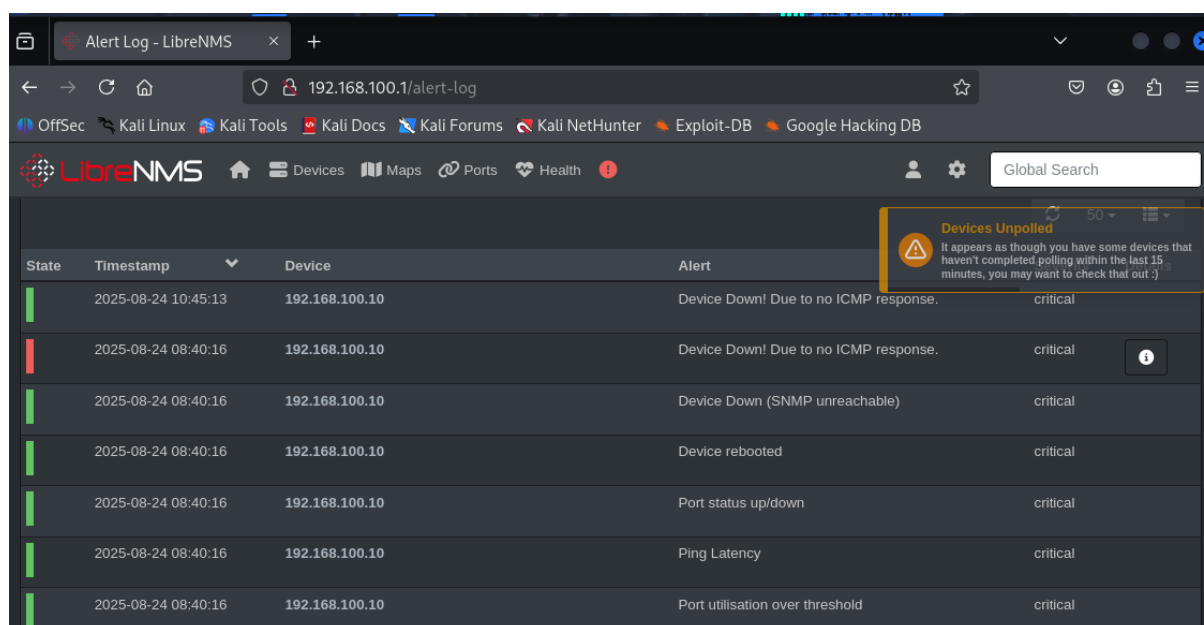 Alert Log - LibreNMS
192.168.100.1/alert-log
OffSec Kali Linux Kali Tools Kali Docs Kali Forums Kali NetHunter Exploit-DB Google Hacking DB
LibreNMS Devices Maps Ports Health Global Search
50
Devices Unpolled
It appears as though you have some devices that
haven't completed polling within the last 15
minutes, you may want to check that out :)
State Timestamp Device Alert
2025-08-24 10:45:13 192.168.100.10 Device Down! Due to no ICMP response. critical
2025-08-24 08:40:16 192.168.100.10 Device Down! Due to no ICMP response. critical
2025-08-24 08:40:16 192.168.100.10 Device Down (SNMP unreachable) critical
2025-08-24 08:40:16 192.168.100.10 Device rebooted critical
2025-08-24 08:40:16 192.168.100.10 Port status up/down critical
2025-08-24 08:40:16 192.168.100.10 Ping Latency critical
2025-08-24 08:40:16 192.168.100.10 Port utilisation over threshold critical